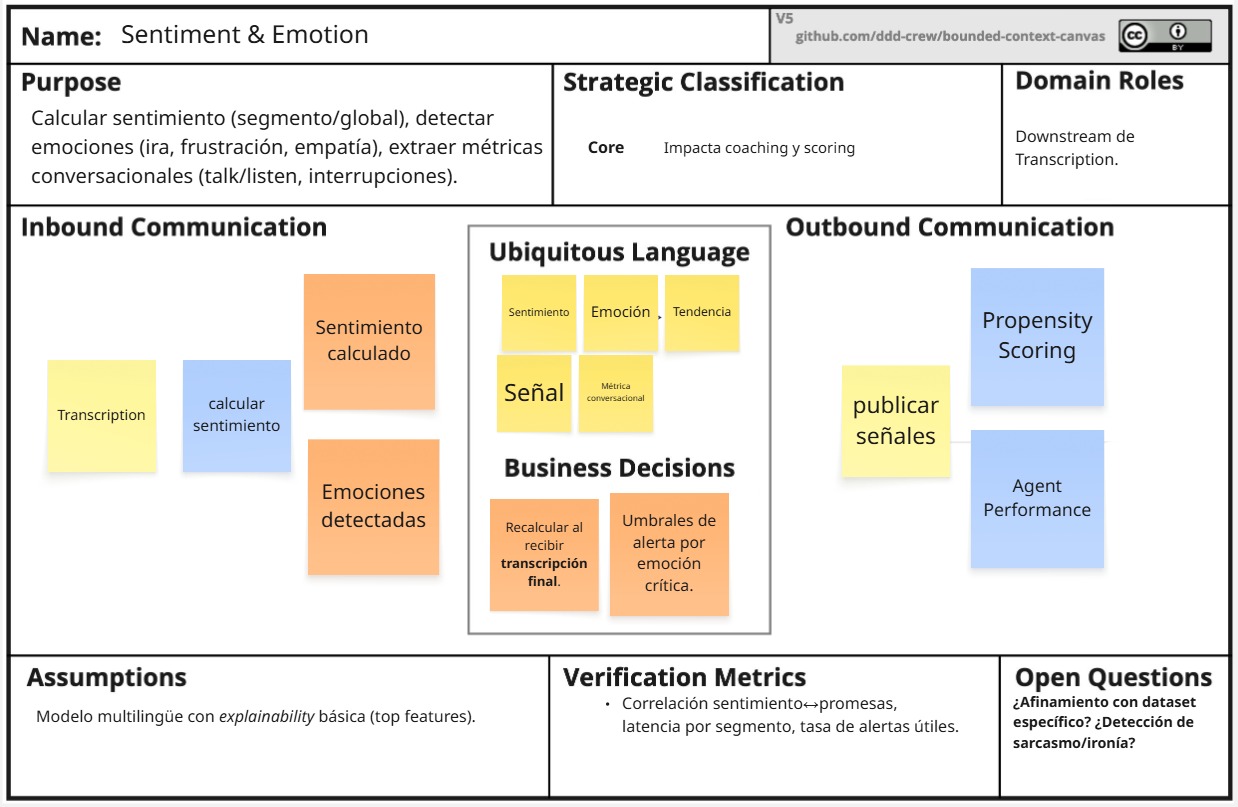 Name: Sentiment & Emotion
V5
github.com/ddd-crew/bounded-context-canvas
cc
BY
Purpose
Calcular sentimiento (segmento/global), detectar
emociones (ira, frustración, empatía), extraer métricas
conversacionales (talk/listen, interrupciones).
Strategic Classification
Core Impacta coaching y scoring
Domain Roles
Downstream de
Transcription.
Inbound Communication
Transcription
calcular
sentimiento
Sentimiento
calculado
Emociones
detectadas
Ubiquitous Language
Sentimiento
Emoción
Tendencia
Señal
Métrica
conversacional
Business Decisions
Recalcular al
recibir
transcripción
final.
Umbrales de
alerta por
emoción
crítica.
Outbound Communication
publicar
señales
Propensity
Scoring
Agent
Performance
Assumptions
Modelo multilingüe con explainability básica (top features).
Verification Metrics
• Correlación sentimiento↔promesas,
latencia por segmento, tasa de alertas útiles.
Open Questions
¿Afinamiento con dataset
específico? ¿Detección de
sarcasmo/ironía?